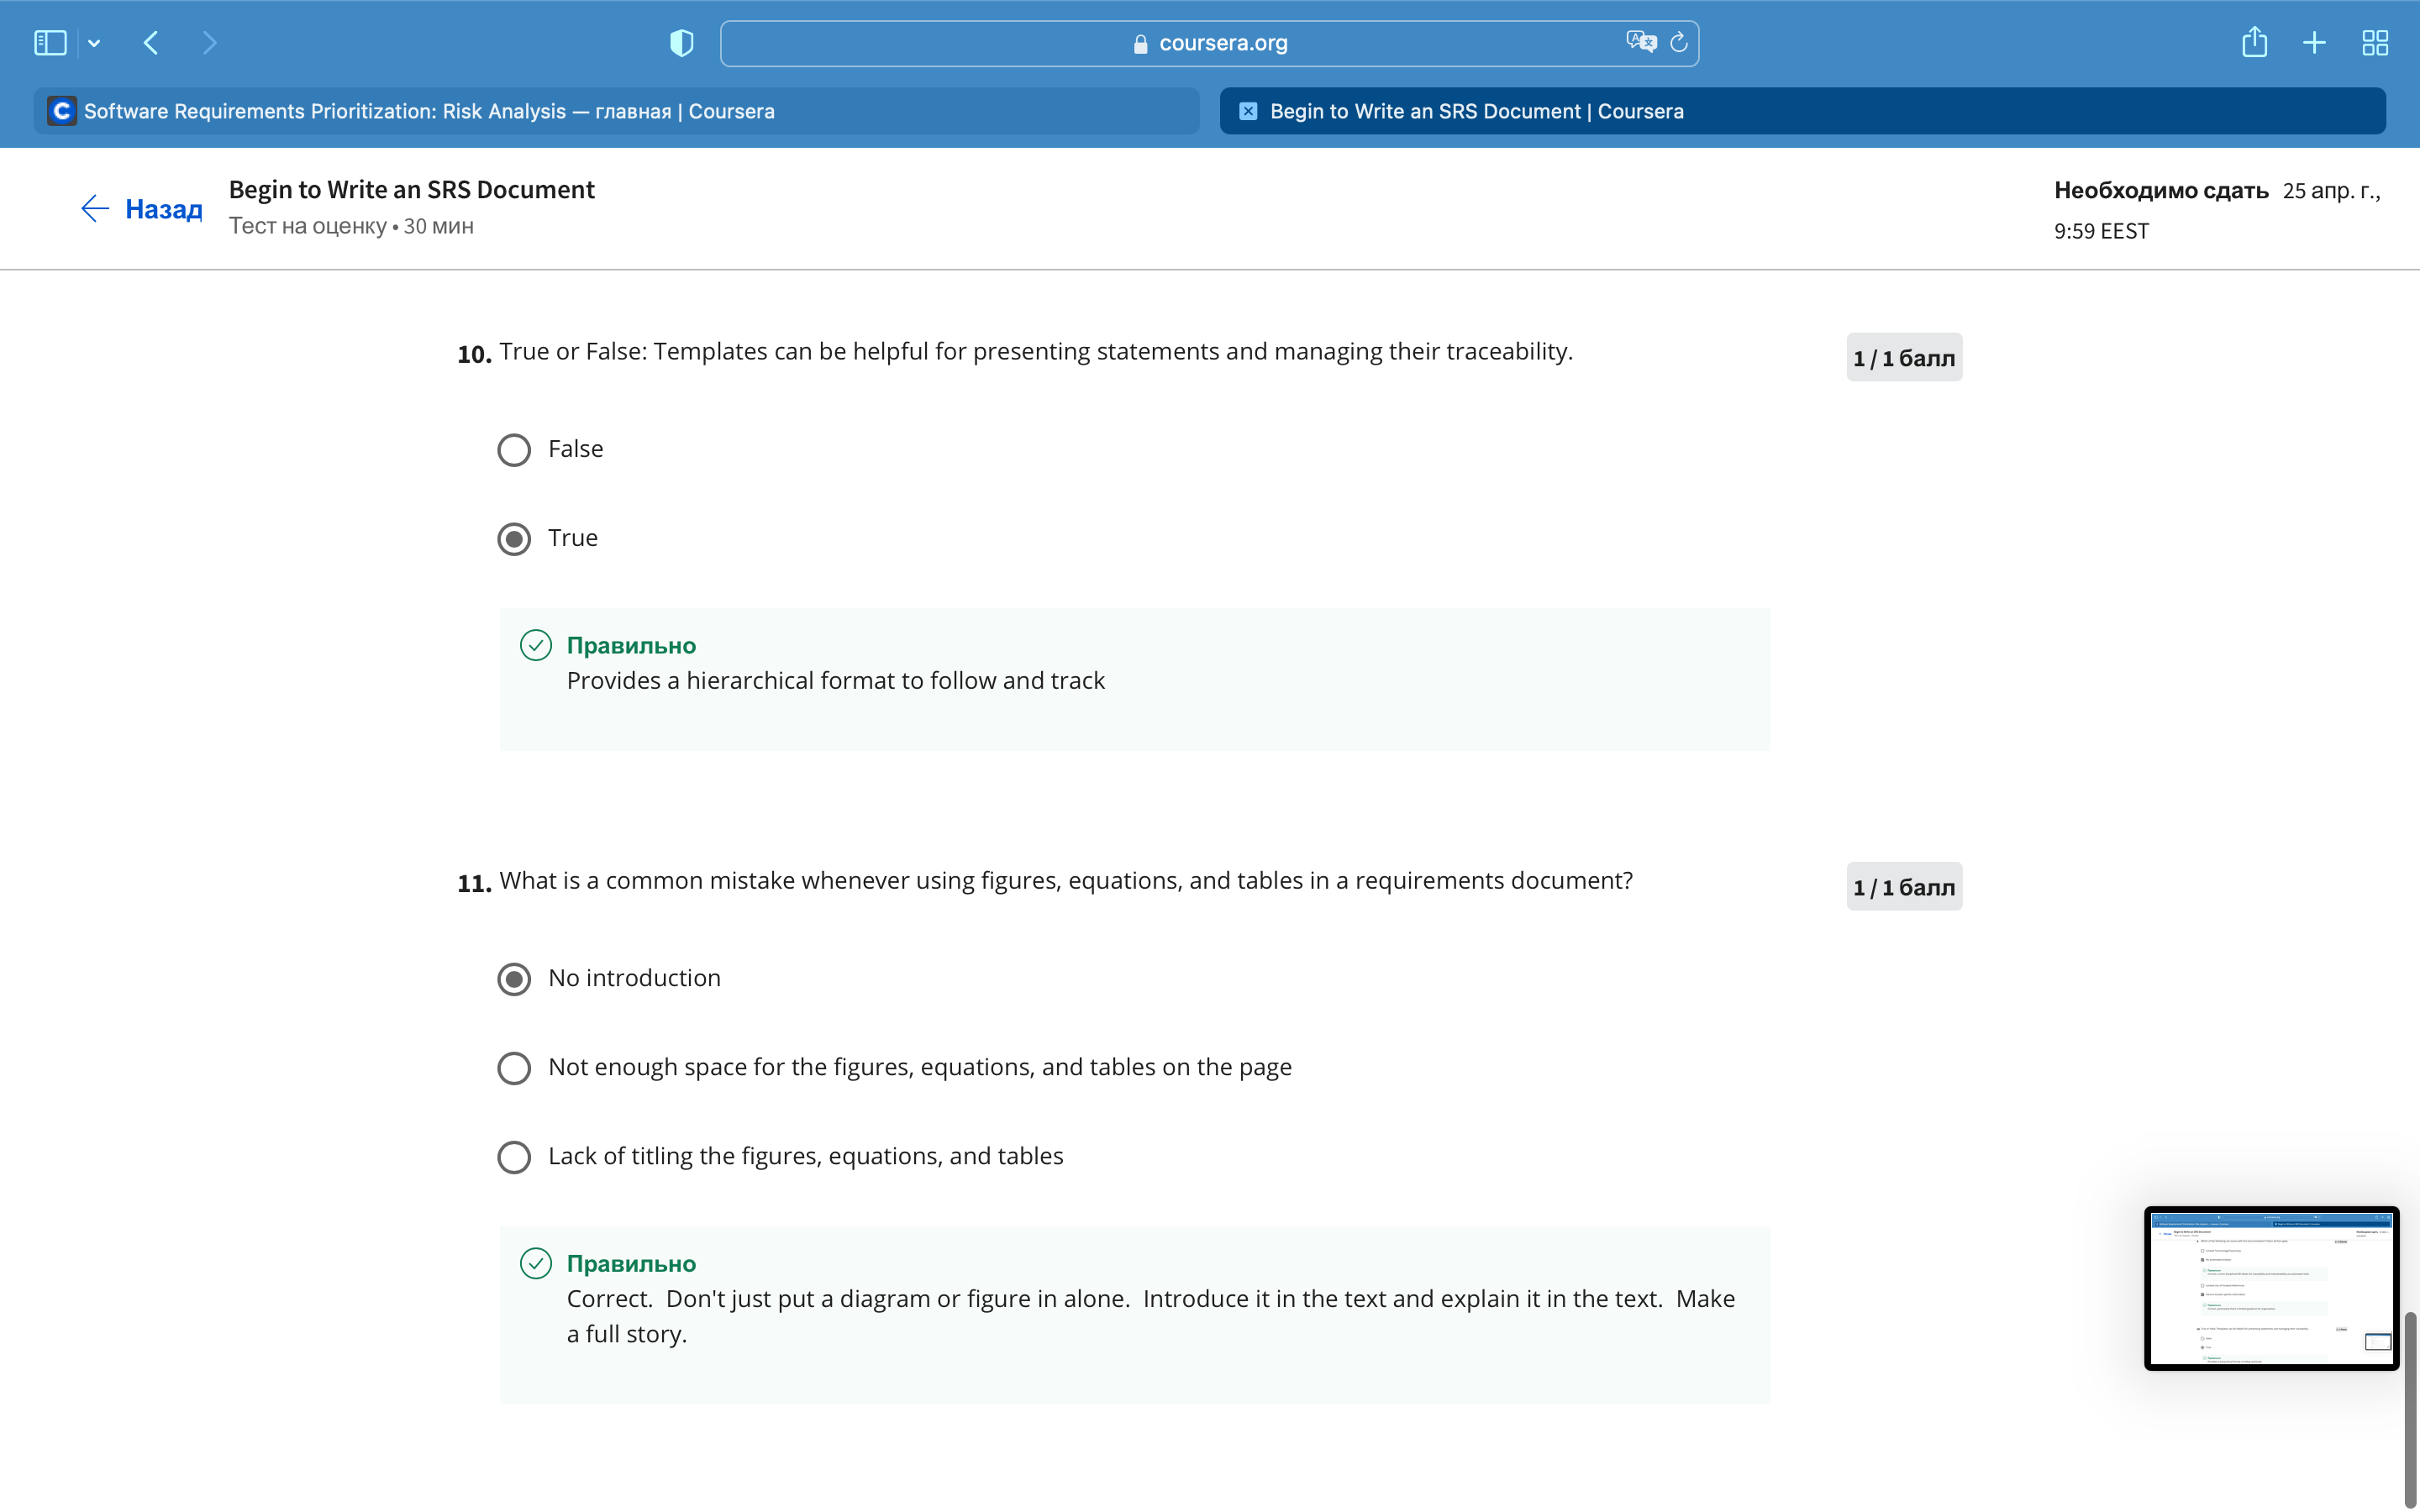 coursera.org
Software Requirements Prioritization: Risk Analysis — главная | Coursera
Begin to Write an SRS Document | Coursera
Назад
Begin to Write an SRS Document
Тест на оценку • 30 мин
Необходимо сдать 25 апр. г.,
9:59 EEST
10. True or False: Templates can be helpful for presenting statements and managing their traceability.
1 / 1 балл
False
True
Правильно
Provides a hierarchical format to follow and track
11. What is a common mistake whenever using figures, equations, and tables in a requirements document?
1 / 1 балл
No introduction
Not enough space for the figures, equations, and tables on the page
Lack of titling the figures, equations, and tables
Правильно
Correct.  Don't just put a diagram or figure in alone.  Introduce it in the text and explain it in the text.  Make
a full story.